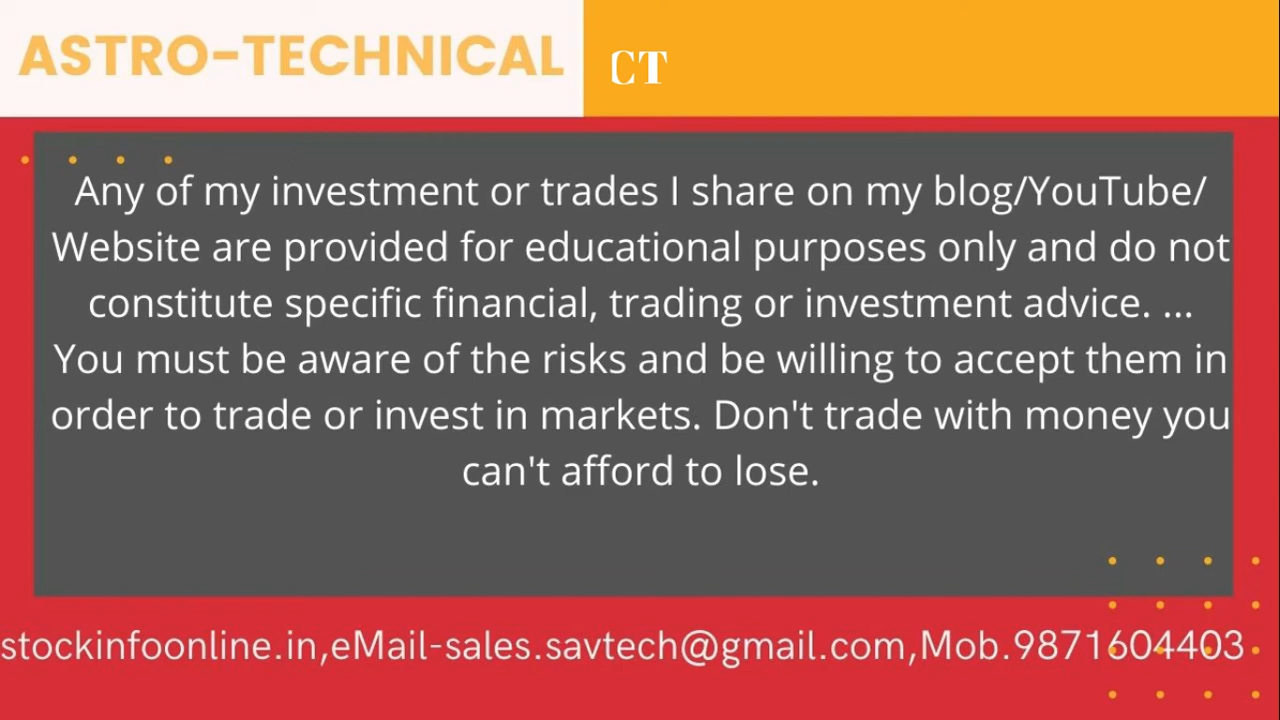 ASTRO-TECHNICAL
CT
Any of my investment or trades I share on my blog/YouTube/
Website are provided for educational purposes only and do not
constitute specific financial, trading or investment advice. ...
You must be aware of the risks and be willing to accept them in
order to trade or invest in markets. Don't trade with money you
can't afford to lose.
stockinfoonline.in,eMail-sales.savtech@gmail.com,Mob.9871604403